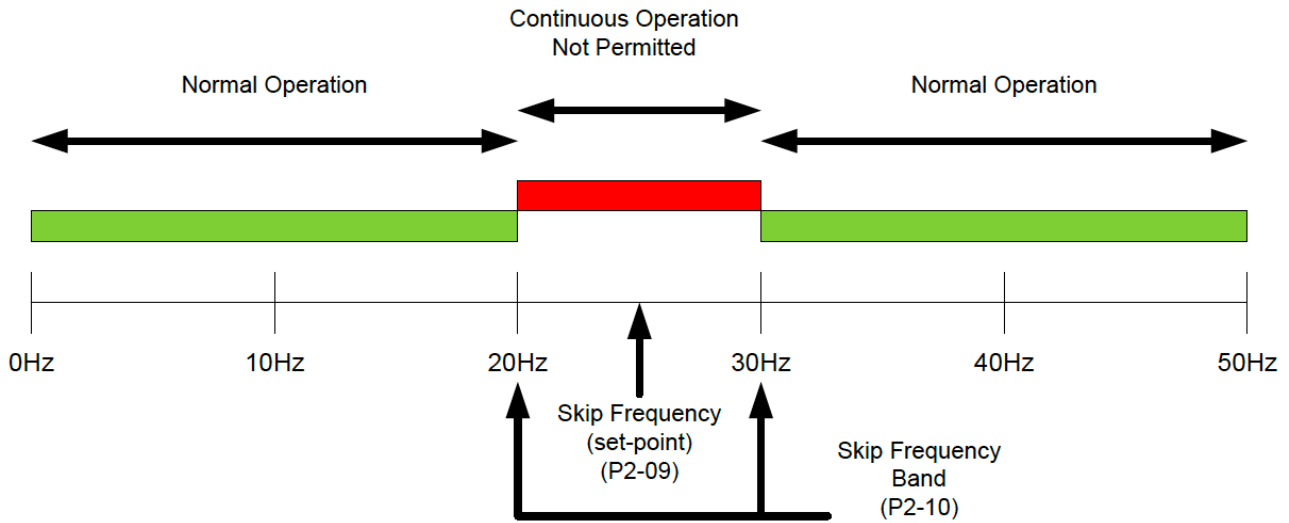 Continuous Operation
Not Permitted
Normal Operation
Normal Operation
0Hz
10Hz
20Hz
30Hz
40Hz
50Hz
Skip Frequency
(set-point)
(P2-09)
Skip Frequency
Band
(P2-10)